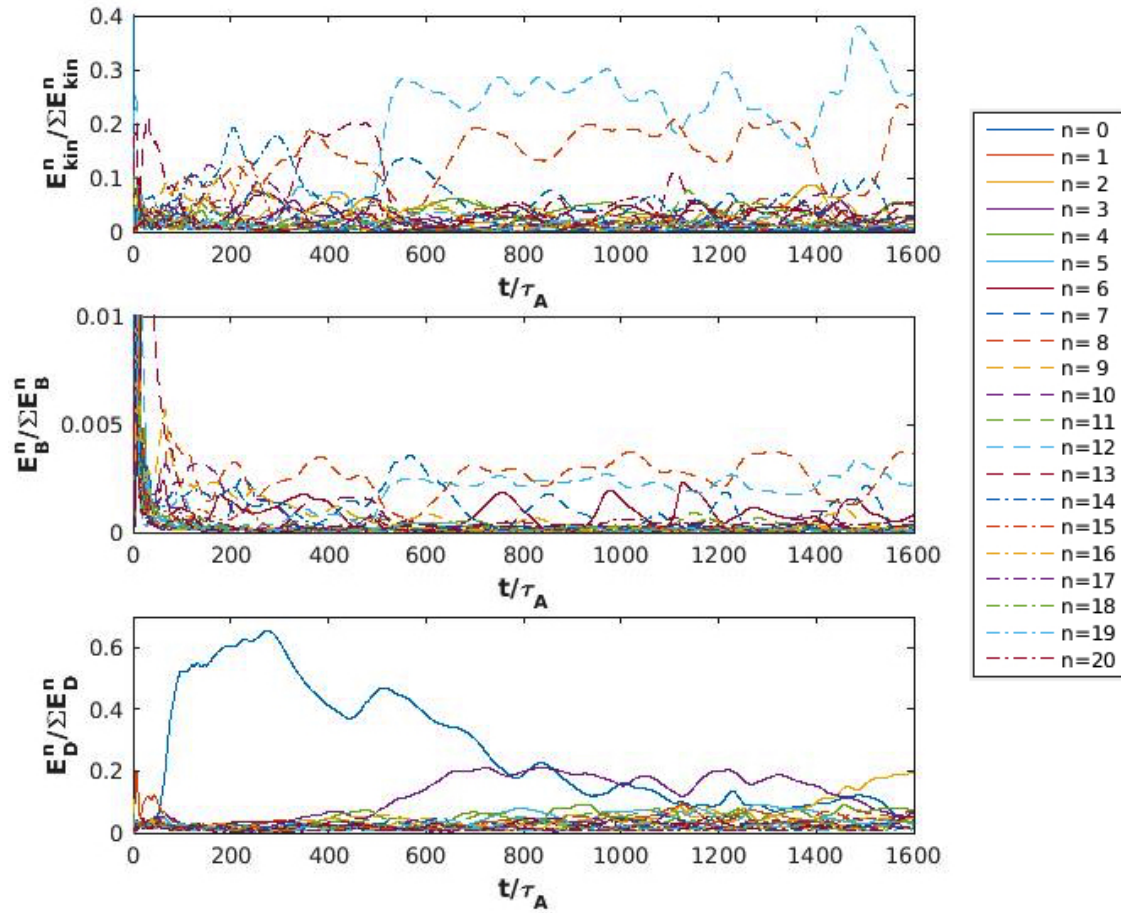 0.4
0.3
0.2
0.1
0
E^n_kin/ΣE^n_kin
0 200 400 600 800 1000 1200 1400 1600
t/τ_A
0.01
0.005
0
E^n_B/ΣE^n_B
0 200 400 600 800 1000 1200 1400 1600
t/τ_A
0.6
0.4
0.2
0
E^n_D/ΣE^n_D
0 200 400 600 800 1000 1200 1400 1600
t/τ_A
n= 0
n= 1
n= 2
n= 3
n= 4
n= 5
n= 6
n= 7
n= 8
n= 9
n=10
n=11
n=12
n=13
n=14
n=15
n=16
n=17
n=18
n=19
n=20